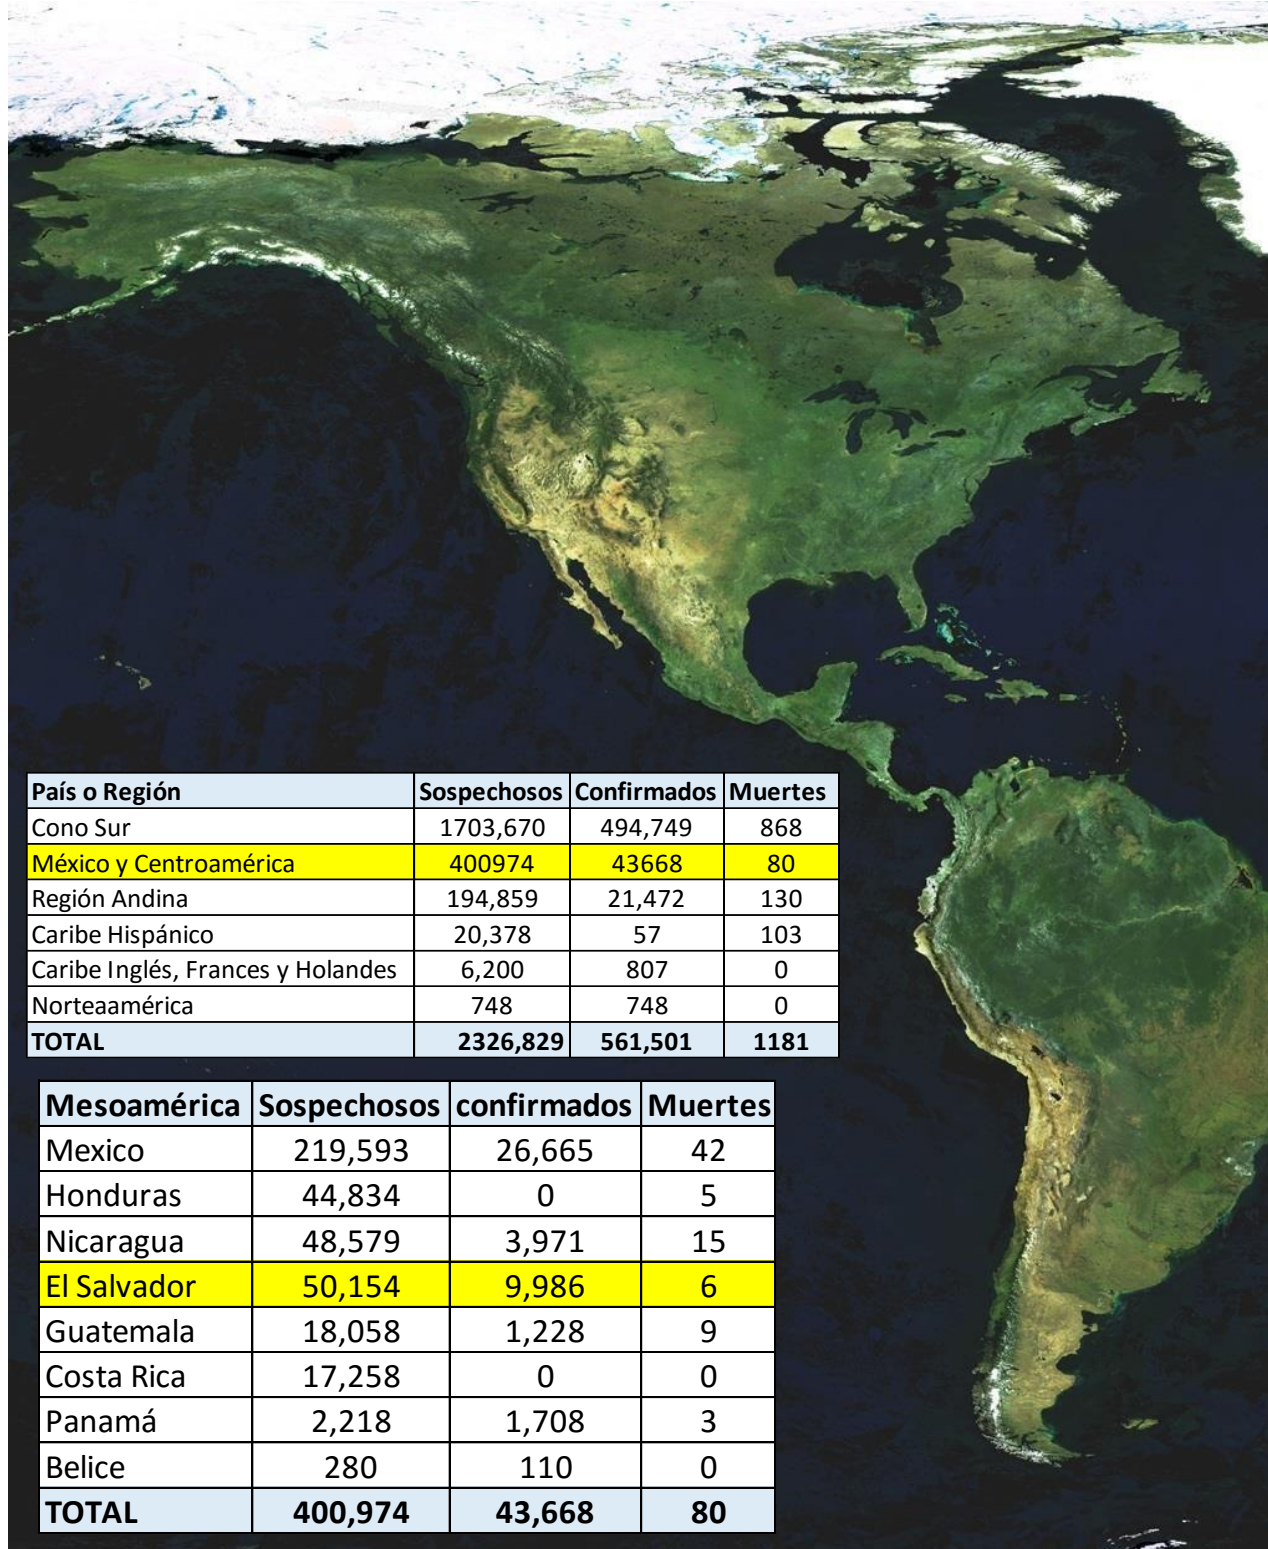 País o Región Sospechosos Confirmados Muertes
Cono Sur 1703,670 494,749 868
México y Centroamérica 400974 43668 80
Región Andina 194,859 21,472 130
Caribe Hispánico 20,378 57 103
Caribe Inglés, Frances y Holandes 6,200 807 0
Norteaamérica 748 748 0
TOTAL 2326,829 561,501 1181
Mesoamérica Sospechosos confirmados Muertes
Mexico 219,593 26,665 42
Honduras 44,834 0 5
Nicaragua 48,579 3,971 15
El Salvador 50,154 9,986 6
Guatemala 18,058 1,228 9
Costa Rica 17,258 0 0
Panamá 2,218 1,708 3
Belice 280 110 0
TOTAL 400,974 43,668 80